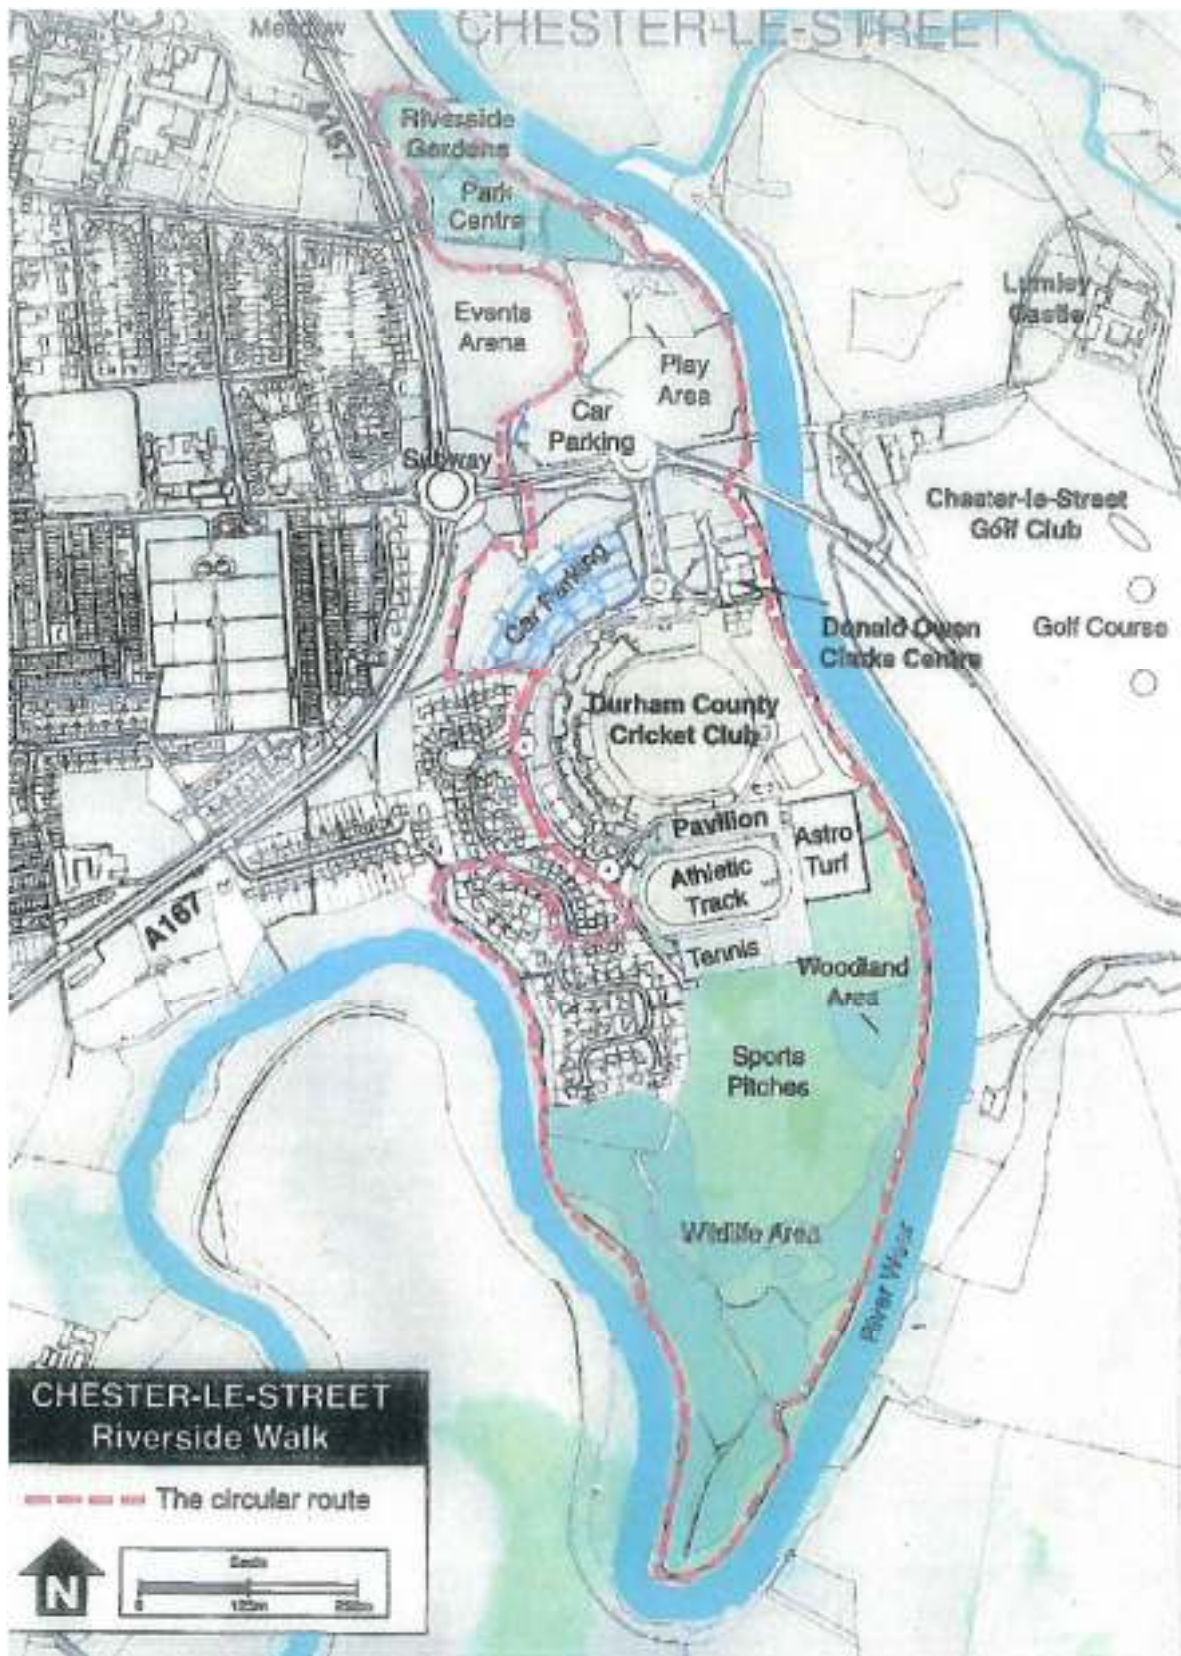 CHESTER-LE-STREET
Meadow
A167
Riverside
Gardens
Park
Centre
Events
Arena
Play
Area
Car
Parking
Subway
Lumley
Castle
Chester-le-Street
Golf Club
Golf Course
Car Parking
Donald Owen
Clarke Centre
Durham County
Cricket Club
Pavilion
Astro
Turf
Athletic
Track
Tennis
A167
Woodland
Area
Sports
Pitches
Wildlife Area
River Wear
CHESTER-LE-STREET
Riverside Walk
The circular route
N
Scale
0 125m 250m